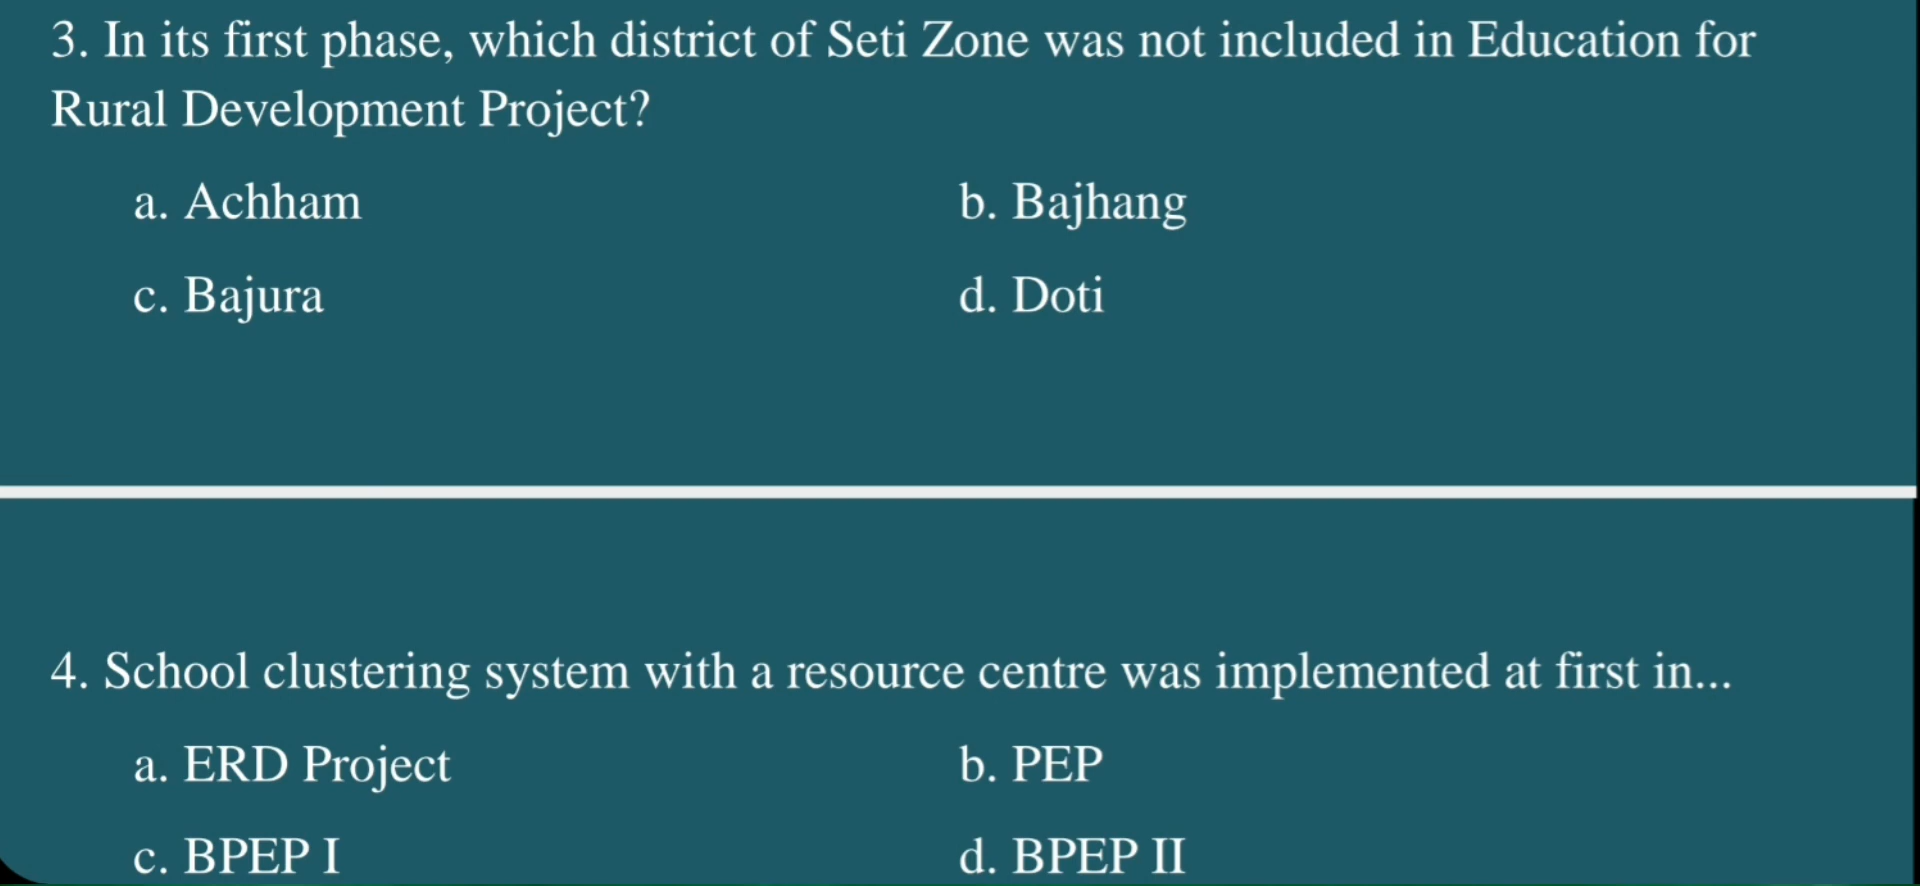 3. In its first phase, which district of Seti Zone was not included in Education for
Rural Development Project?
a. Achham
b. Bajhang
c. Bajura
d. Doti
4. School clustering system with a resource centre was implemented at first in...
a. ERD Project
b. PEP
c. BPEP I
d. BPEP II